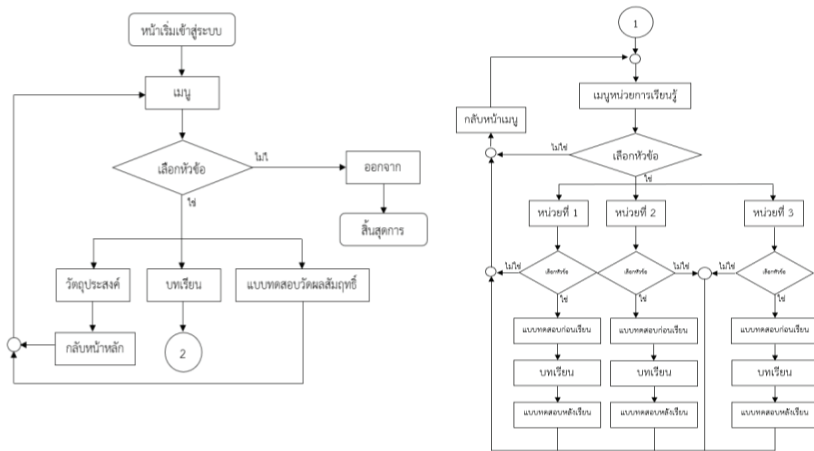 หน้าเริ่มเข้าสู่ระบบ
เมนู
เลือกหัวข้อ
ไม่ใ
ออกจาก
ใช่
สิ้นสุดการ
วัตถุประสงค์
บทเรียน
แบบทดสอบวัดผลสัมฤทธิ์
กลับหน้าหลัก
2
1
เมนูหน่วยการเรียนรู้
กลับหน้าเมนู
ไม่ใช่
เลือกหัวข้อ
ใช่
หน่วยที่ 1
หน่วยที่ 2
หน่วยที่ 3
ไม่ใช่
เลือกหัวข้อ
เลือกหัวข้อ
ไม่ใช่
ไม่ใช่
เลือกหัวข้อ
ใช่
ใช่
ใช่
แบบทดสอบก่อนเรียน
แบบทดสอบก่อนเรียน
แบบทดสอบก่อนเรียน
บทเรียน
บทเรียน
บทเรียน
แบบทดสอบหลังเรียน
แบบทดสอบหลังเรียน
แบบทดสอบหลังเรียน